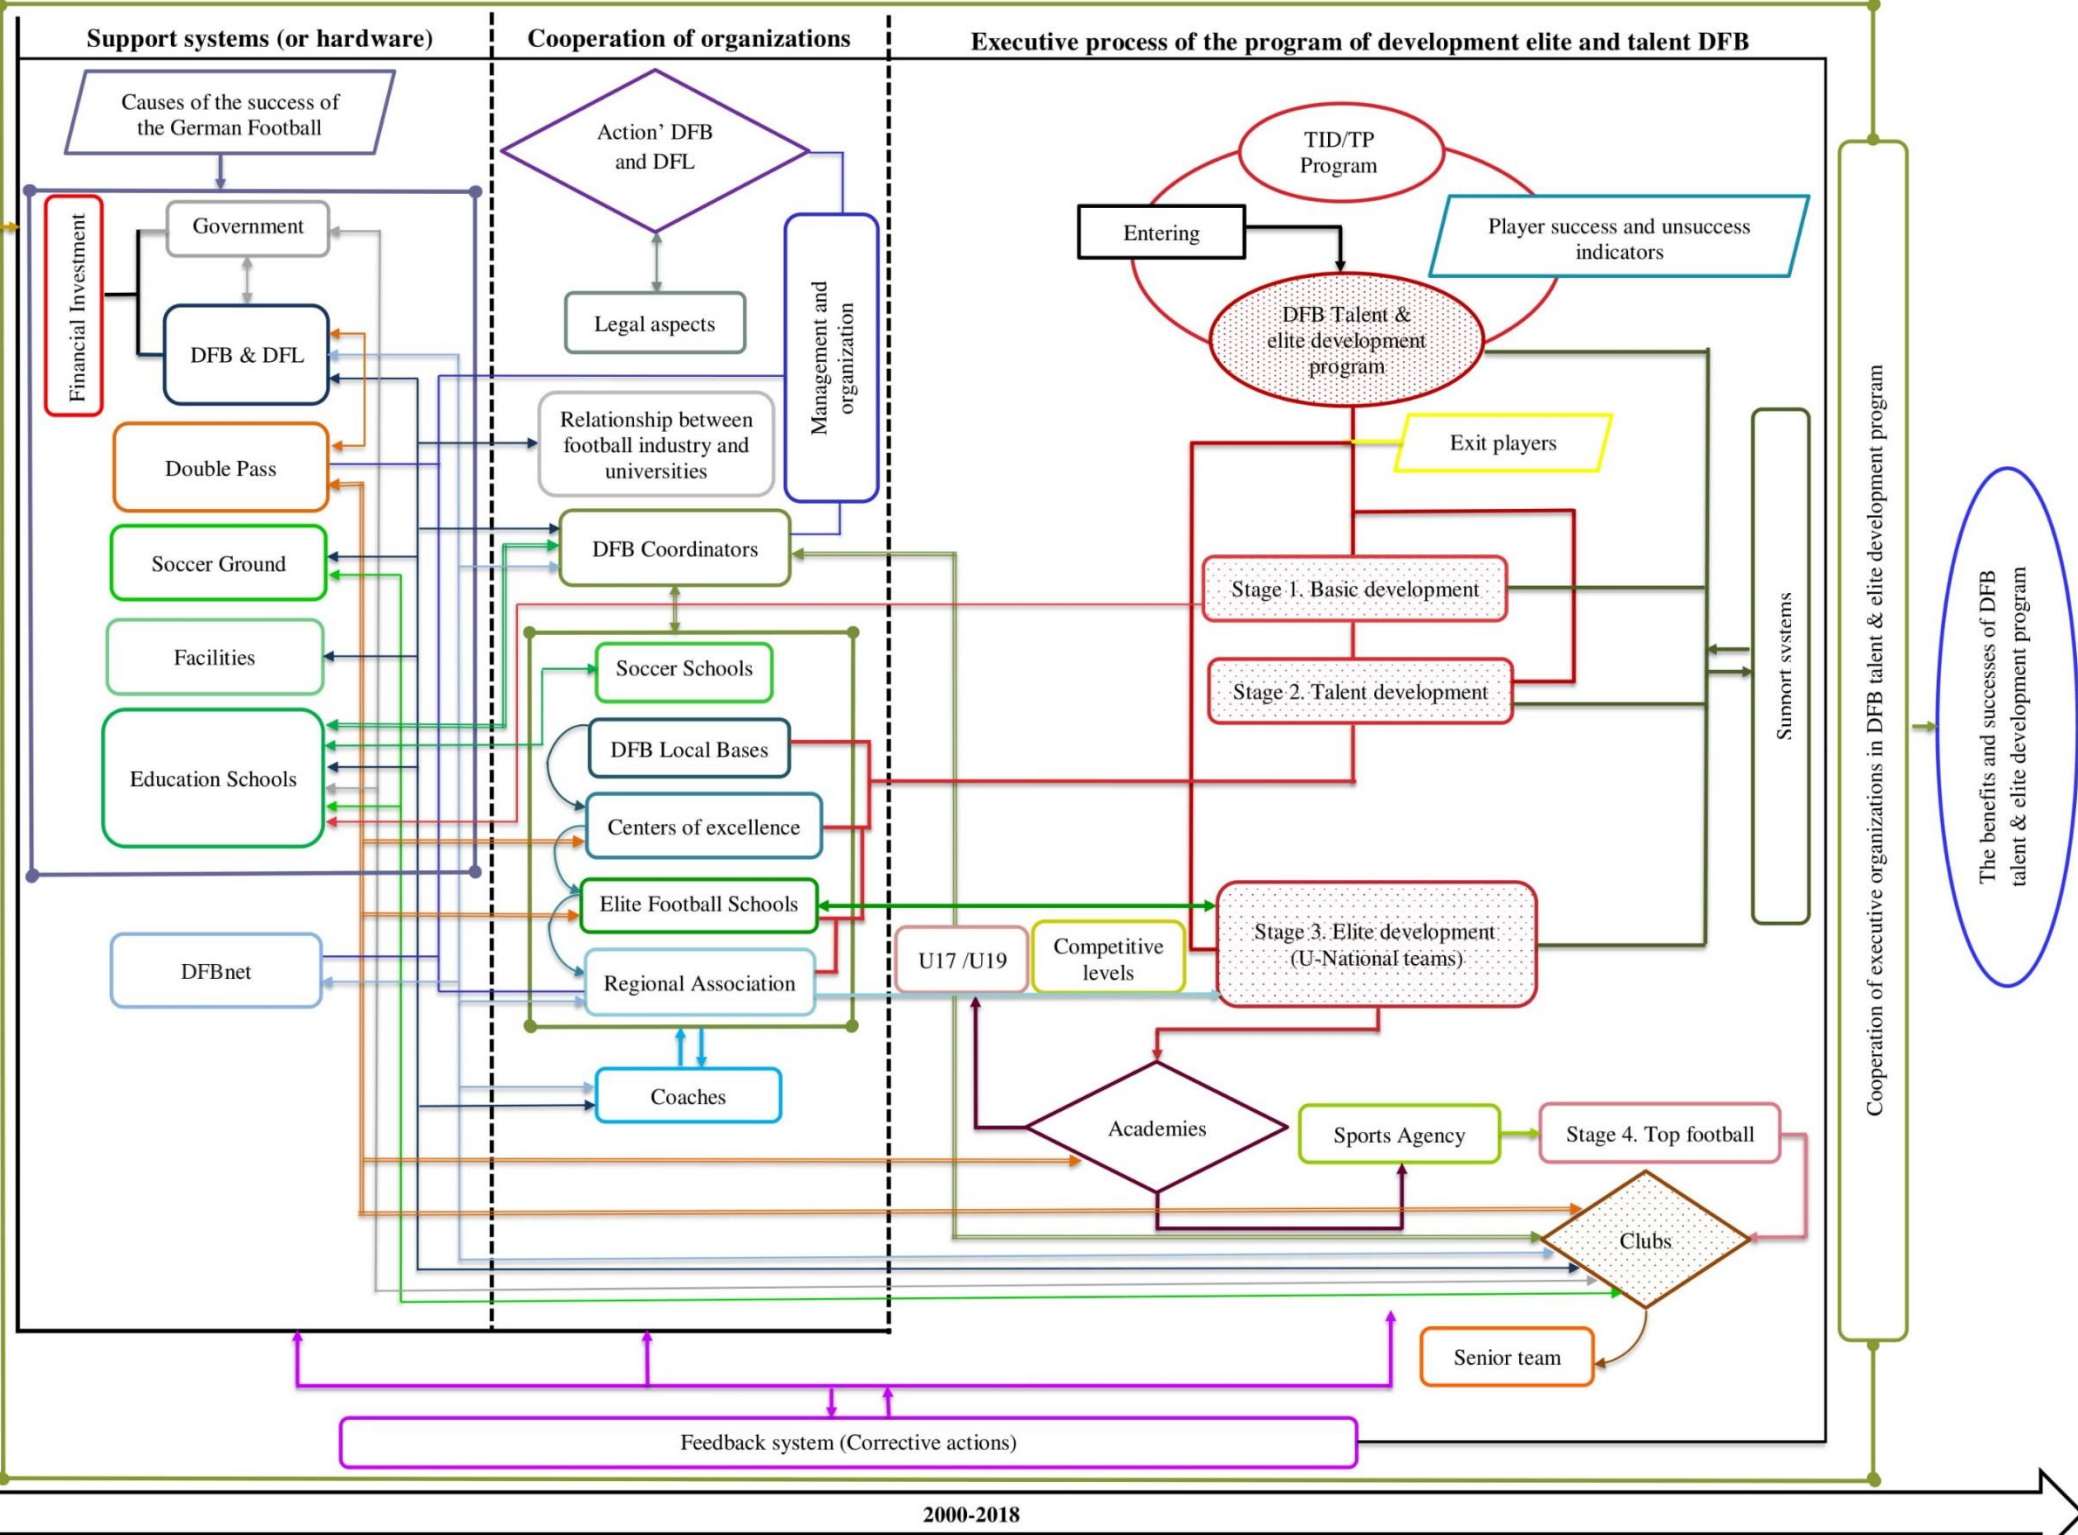 Support systems (or hardware)
Cooperation of organizations
Executive process of the program of development elite and talent DFB
Causes of the success of
the German Football
Financial Investment
Government
DFB & DFL
Double Pass
Soccer Ground
Facilities
Education Schools
DFBnet
Action’ DFB
and DFL
Legal aspects
Management and
organization
Relationship between
football industry and
universities
DFB Coordinators
Soccer Schools
DFB Local Bases
Centers of excellence
Elite Football Schools
Regional Association
Coaches
TID/TP
Program
Entering
Player success and unsuccess
indicators
DFB Talent &
elite development
program
Exit players
Stage 1. Basic development
Stage 2. Talent development
Stage 3. Elite development
(U-National teams)
U17 /U19
Competitive
levels
Academies
Sports Agency
Stage 4. Top football
Clubs
Senior team
Support systems
Cooperation of executive organizations in DFB talent & elite development program
The benefits and successes of DFB
talent & elite development program
Feedback system (Corrective actions)
2000-2018